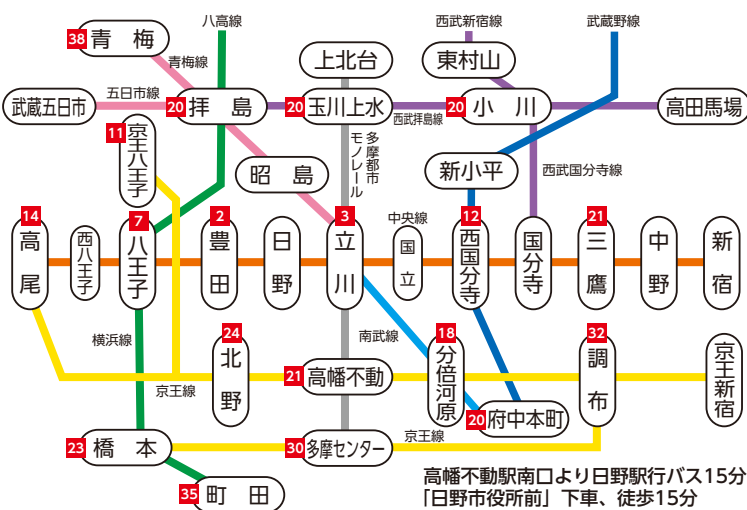 八高線
西武新宿線
武蔵野線
38 青梅
青梅線
上北台
東村山
五日市線
武蔵五日市
20 拝島
20 玉川上水
西武拝島線
20 小川
高田馬場
11 京王八王子
多摩都市モノレール
昭島
新小平
西武国分寺線
14 高尾
西八王子
7 八王子
2 豊田
日野
3 立川
中央線
国立
12 西国分寺
国分寺
21 三鷹
中野
新宿
横浜線
南武線
24 北野
京王線
21 高幡不動
18 分倍河原
32 調布
京王新宿
20 府中本町
23 橋本
30 多摩センター
京王線
35 町田
高幡不動駅南口より日野駅行バス15分
「日野市役所前」下車、徒歩15分